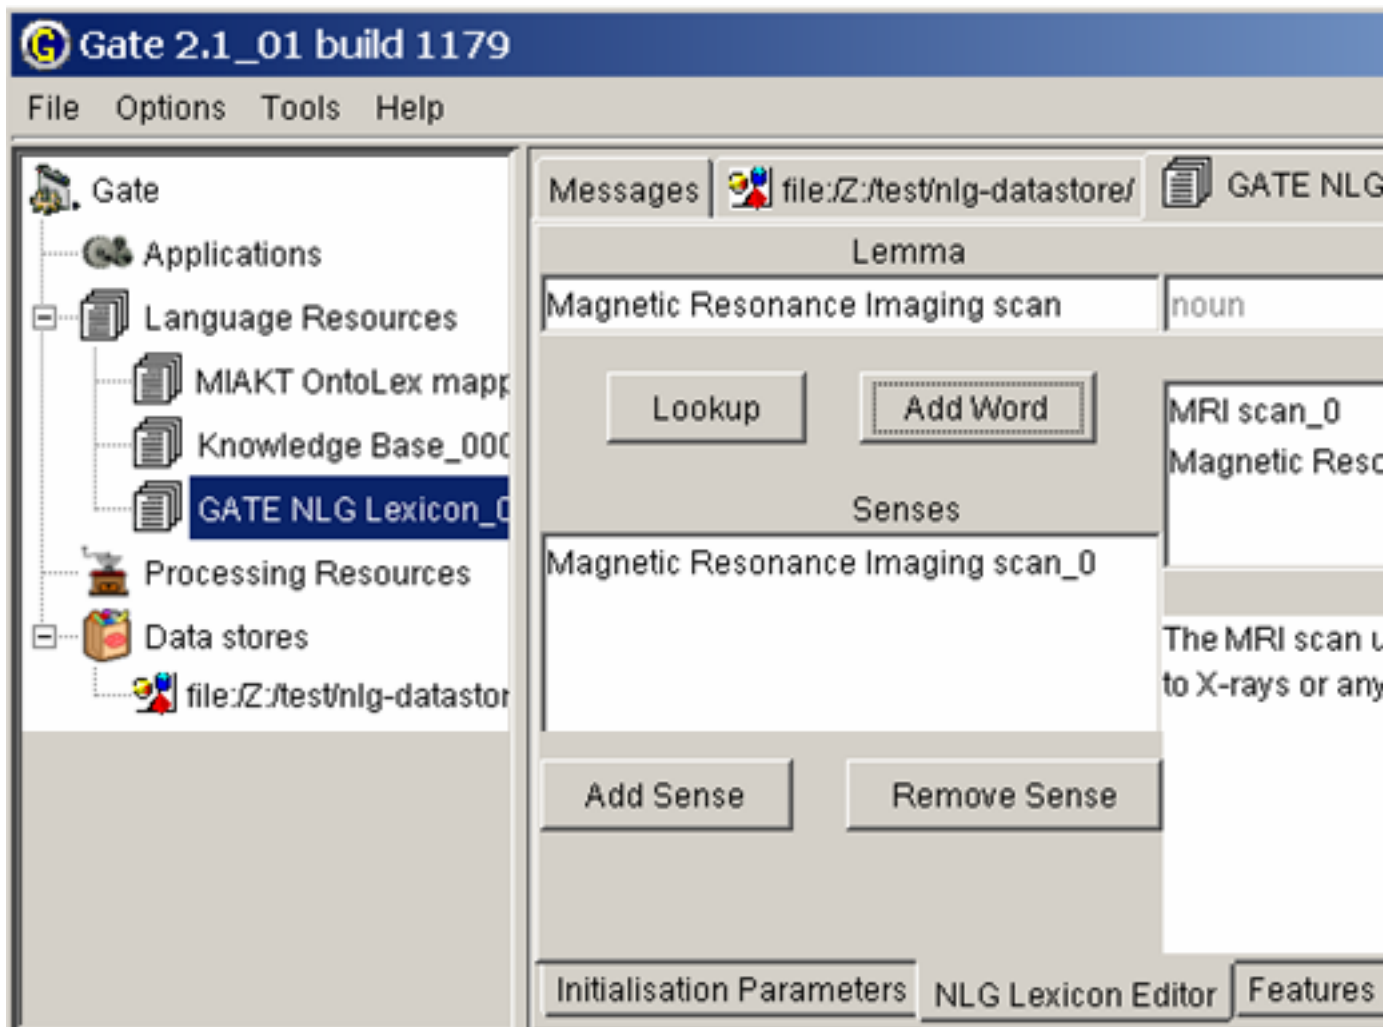 Gate 2.1_01 build 1179
File Options Tools Help
Gate
Applications
Language Resources
MIAKT OntoLex mapp
Knowledge Base_000
GATE NLG Lexicon_0
Processing Resources
Data stores
file:/Z:/test/nlg-datastor
Messages file:/Z:/test/nlg-datastore/ GATE NLG
Lemma
Magnetic Resonance Imaging scan noun
Lookup Add Word
MRI scan_0
Magnetic Reso
Senses
Magnetic Resonance Imaging scan_0
The MRI scan u
to X-rays or any
Add Sense Remove Sense
Initialisation Parameters NLG Lexicon Editor Features